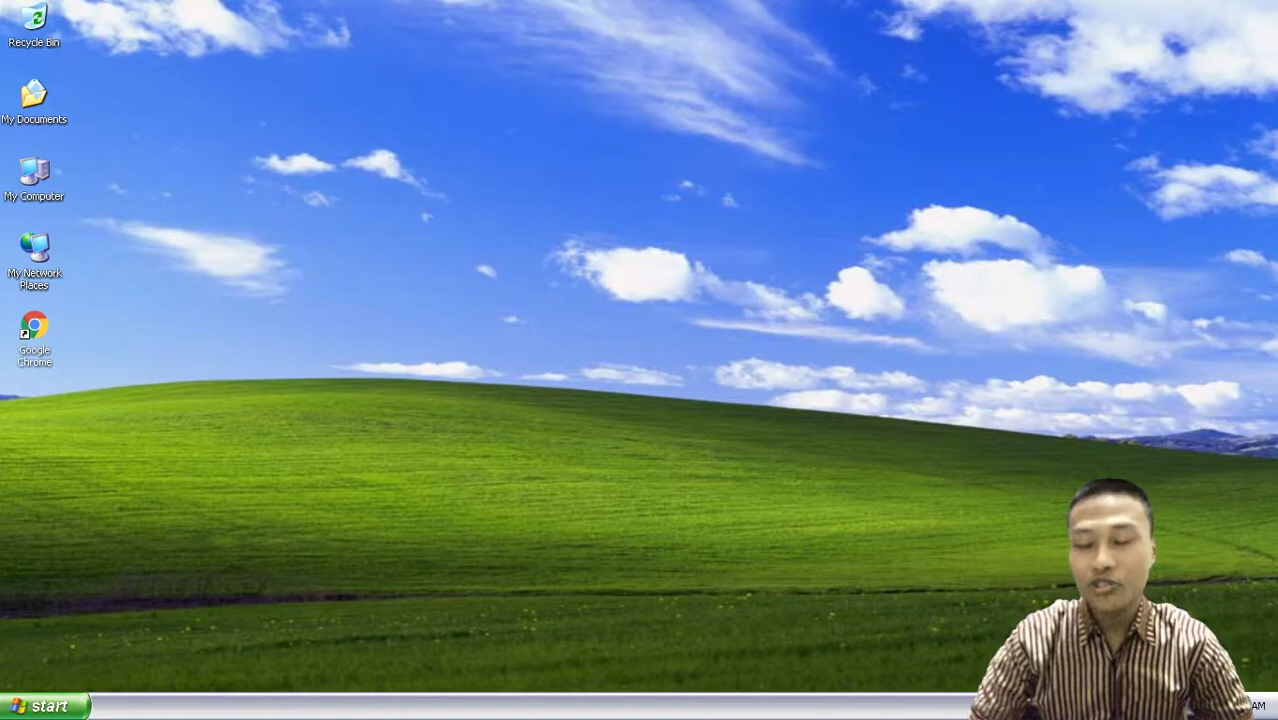 Recycle Bin
My Documents
My Computer
My Network
Places
Google
Chrome
start
AM